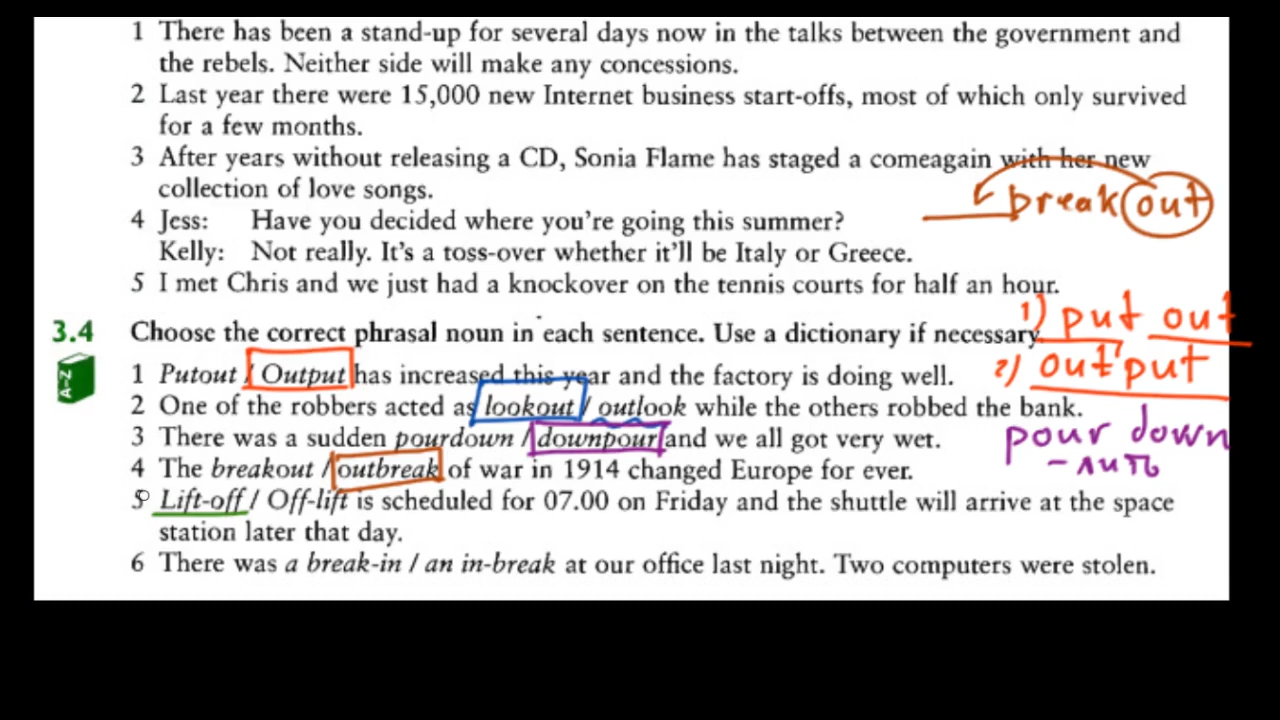 1 There has been a stand-up for several days now in the talks between the government and
the rebels. Neither side will make any concessions.
2 Last year there were 15,000 new Internet business start-offs, most of which only survived
for a few months.
3 After years without releasing a CD, Sonia Flame has staged a comeagain with her new
collection of love songs.
break out
4 Jess: Have you decided where you're going this summer?
Kelly: Not really. It's a toss-over whether it'll be Italy or Greece.
5 I met Chris and we just had a knockover on the tennis courts for half an hour.
1) put out
3.4 Choose the correct phrasal noun in each sentence. Use a dictionary if necessary.
2) out'put
A-Z
1 Putout / Output has increased this year and the factory is doing well.
2 One of the robbers acted as lookout / outlook while the others robbed the bank.
3 There was a sudden pourdown / downpour and we all got very wet.
pour down
- лить
4 The breakout / outbreak of war in 1914 changed Europe for ever.
5 Lift-off / Off-lift is scheduled for 07.00 on Friday and the shuttle will arrive at the space
station later that day.
6 There was a break-in / an in-break at our office last night. Two computers were stolen.